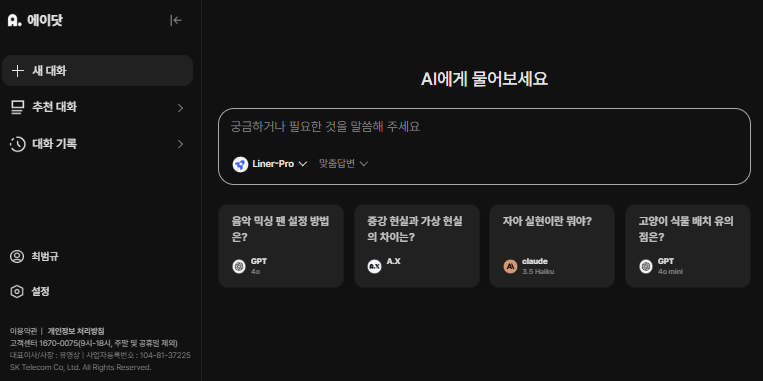 에이닷
새 대화
추천 대화
대화 기록
최범규
설정
이용약관 | 개인정보 처리방침
고객센터 1670-0075(9시-18시, 주말 및 공휴일 제외)
대표이사/사장 : 유영상 | 사업자등록번호 : 104-81-37225
SK Telecom Co, Ltd. All Rights Reserved.
AI에게 물어보세요
궁금하거나 필요한 것을 말씀해 주세요
Liner-Pro 맞춤답변
음악 믹싱 팬 설정 방법
은?
GPT
4o
증강 현실과 가상 현실
의 차이는?
A.X
A.X
자아 실현이란 뭐야?
claude
3.5 Haiku
고양이 식물 배치 유의
점은?
GPT
4o mini